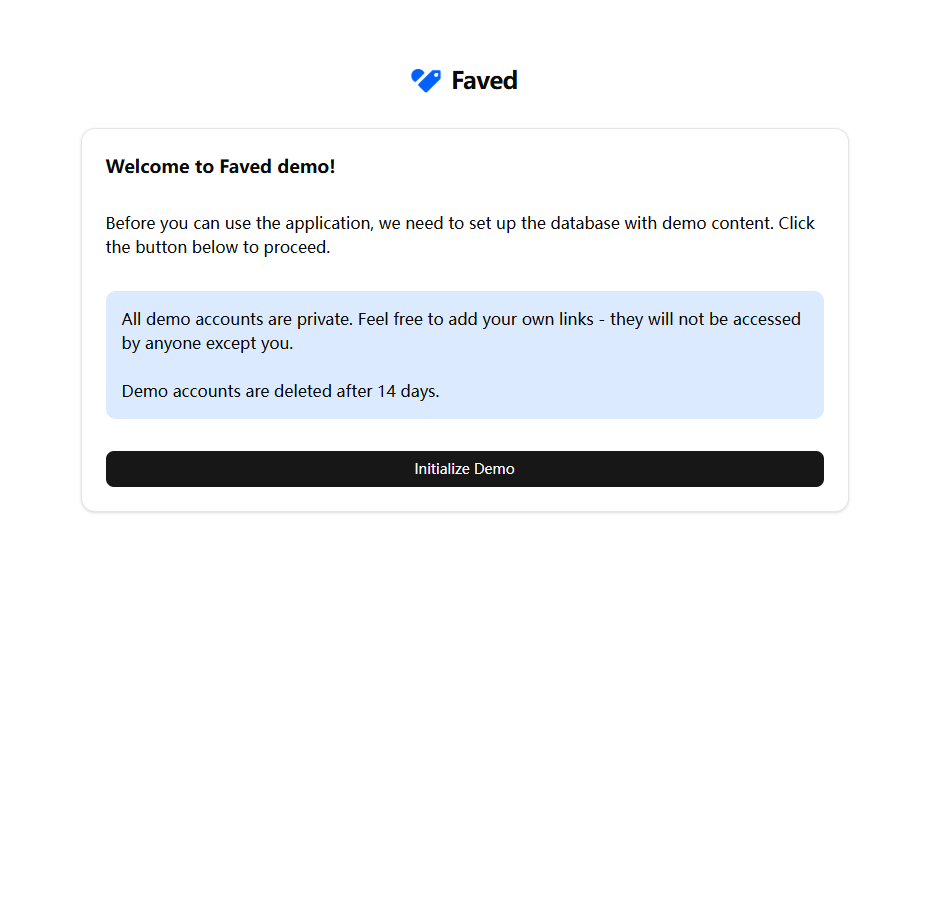 Faved
Welcome to Faved demo!
Before you can use the application, we need to set up the database with demo content. Click
the button below to proceed.
All demo accounts are private. Feel free to add your own links - they will not be accessed
by anyone except you.
Demo accounts are deleted after 14 days.
Initialize Demo